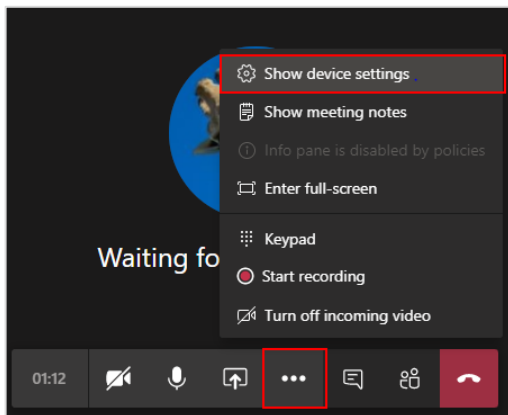 Show device settings
Show meeting notes
Info pane is disabled by policies
Enter full-screen
Keypad
Waiting fo
Start recording
Turn off incoming video
01:12